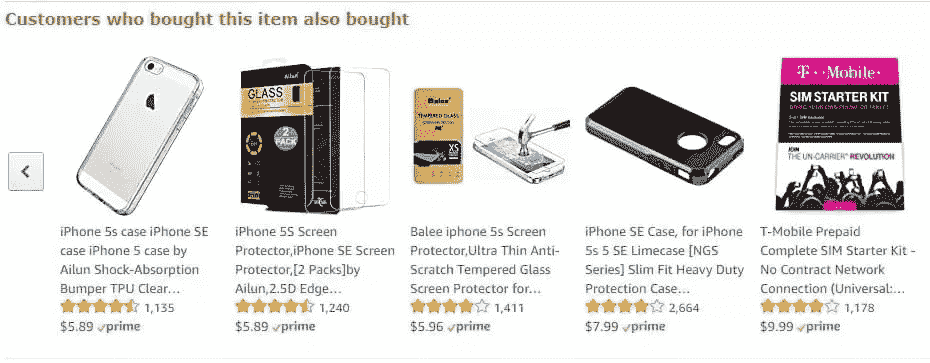 Customers who bought this item also bought
Ailun
GLASS
2
PACK
Balee
TEMPERED GLASS
XS
T··Mobile·
SIM STARTER KIT
THE UN-CARRIER REVOLUTION
iPhone 5s case iPhone SE
case iPhone 5 case by
Ailun Shock-Absorption
Bumper TPU Clear...
1,135
$5.89 prime
iPhone 5S Screen
Protector,iPhone SE Screen
Protector,[2 Packs]by
Ailun,2.5D Edge...
1,240
$5.89 prime
Balee iphone 5s Screen
Protector,Ultra Thin Anti-
Scratch Tempered Glass
Screen Protector for...
1,411
$5.96 prime
iPhone SE Case, for iPhone
5s 5 SE Limecase [NGS
Series] Slim Fit Heavy Duty
Protection Case...
2,664
$7.99 prime
T-Mobile Prepaid
Complete SIM Starter Kit -
No Contract Network
Connection (Universal:...
1,178
$9.99 prime